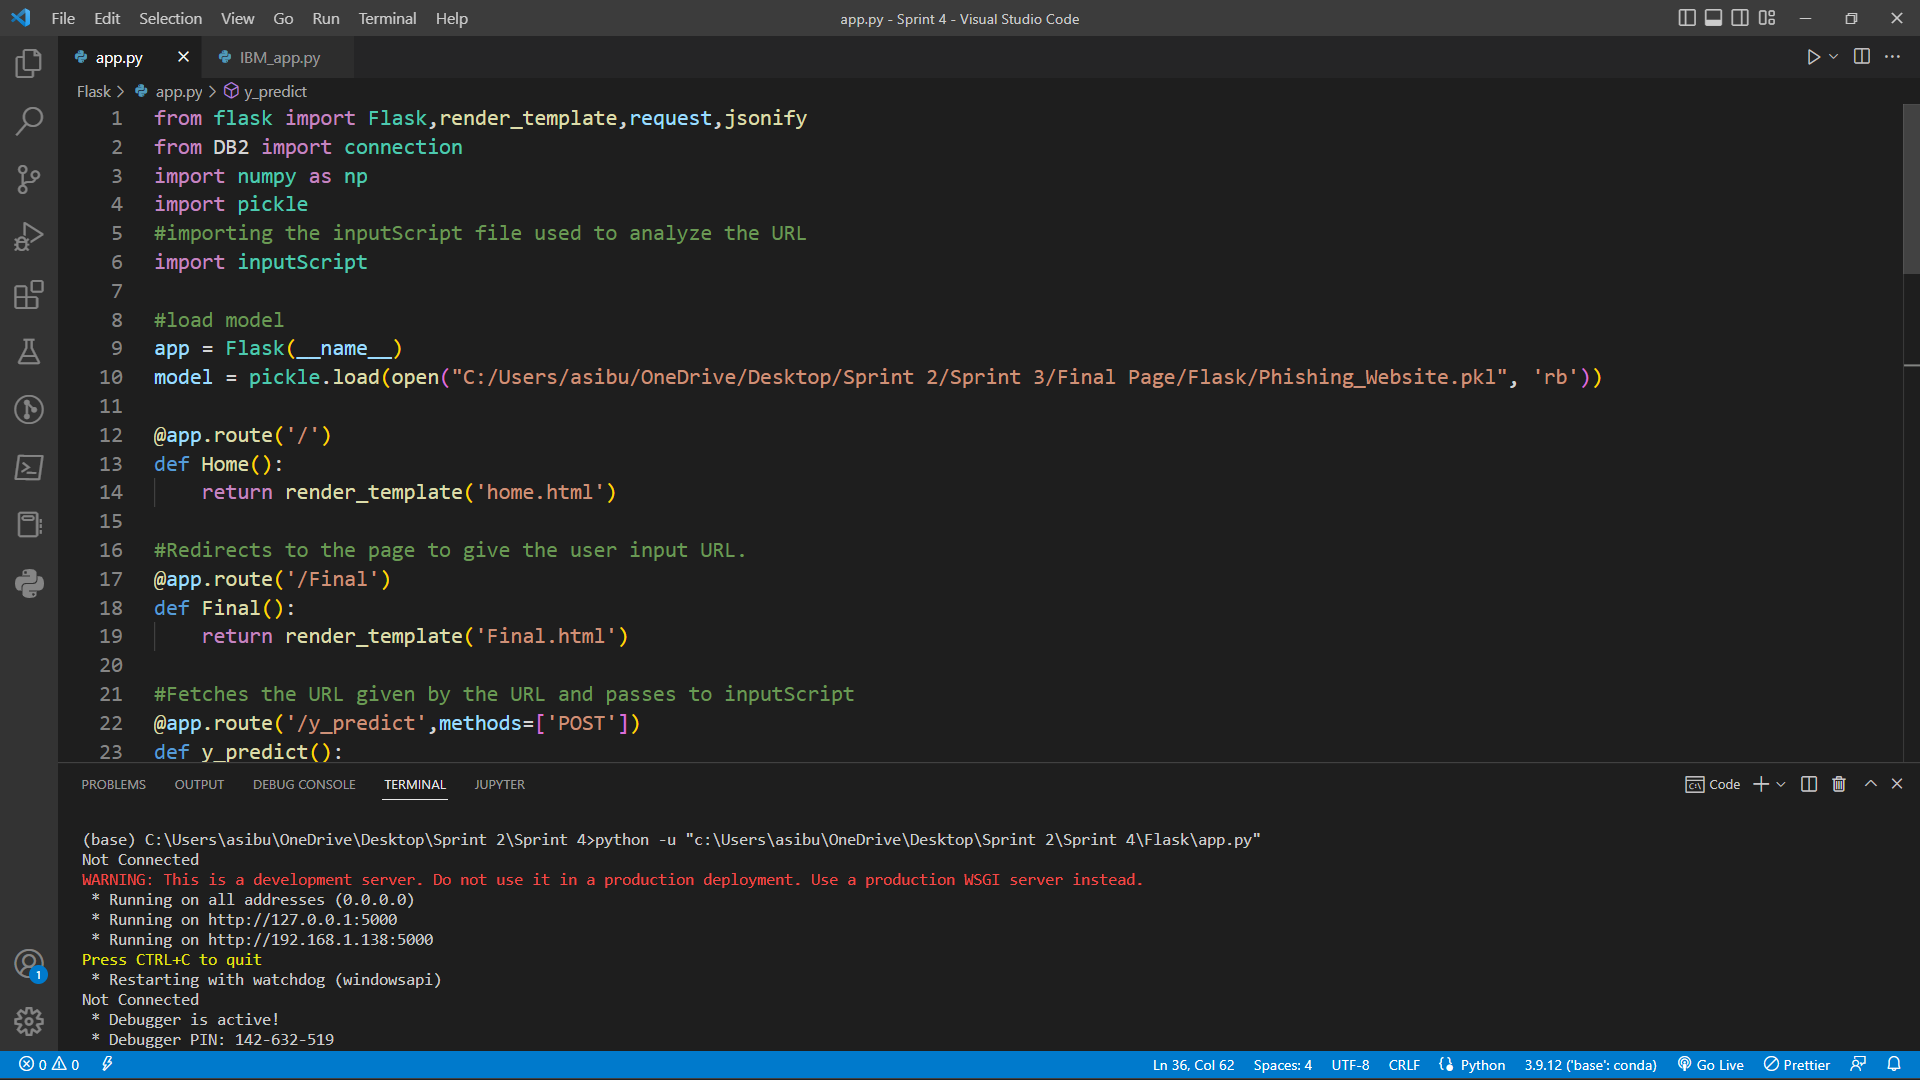 File Edit Selection View Go Run Terminal Help app.py - Sprint 4 - Visual Studio Code
app.py IBM_app.py
Flask > app.py > y_predict
1 from flask import Flask,render_template,request,jsonify
2 from DB2 import connection
3 import numpy as np
4 import pickle
5 #importing the inputScript file used to analyze the URL
6 import inputScript
7
8 #load model
9 app = Flask(__name__)
10 model = pickle.load(open("C:/Users/asibu/OneDrive/Desktop/Sprint 2/Sprint 3/Final Page/Flask/Phishing_Website.pkl", 'rb'))
11
12 @app.route('/')
13 def Home():
14     return render_template('home.html')
15
16 #Redirects to the page to give the user input URL.
17 @app.route('/Final')
18 def Final():
19     return render_template('Final.html')
20
21 #Fetches the URL given by the URL and passes to inputScript
22 @app.route('/y_predict',methods=['POST'])
23 def y_predict():
PROBLEMS OUTPUT DEBUG CONSOLE TERMINAL JUPYTER Code
(base) C:\Users\asibu\OneDrive\Desktop\Sprint 2\Sprint 4>python -u "c:\Users\asibu\OneDrive\Desktop\Sprint 2\Sprint 4\Flask\app.py"
Not Connected
WARNING: This is a development server. Do not use it in a production deployment. Use a production WSGI server instead.
 * Running on all addresses (0.0.0.0)
 * Running on http://127.0.0.1:5000
 * Running on http://192.168.1.138:5000
Press CTRL+C to quit
 * Restarting with watchdog (windowsapi)
Not Connected
 * Debugger is active!
 * Debugger PIN: 142-632-519
1
0 0 Ln 36, Col 62 Spaces: 4 UTF-8 CRLF Python 3.9.12 ('base': conda) Go Live Prettier